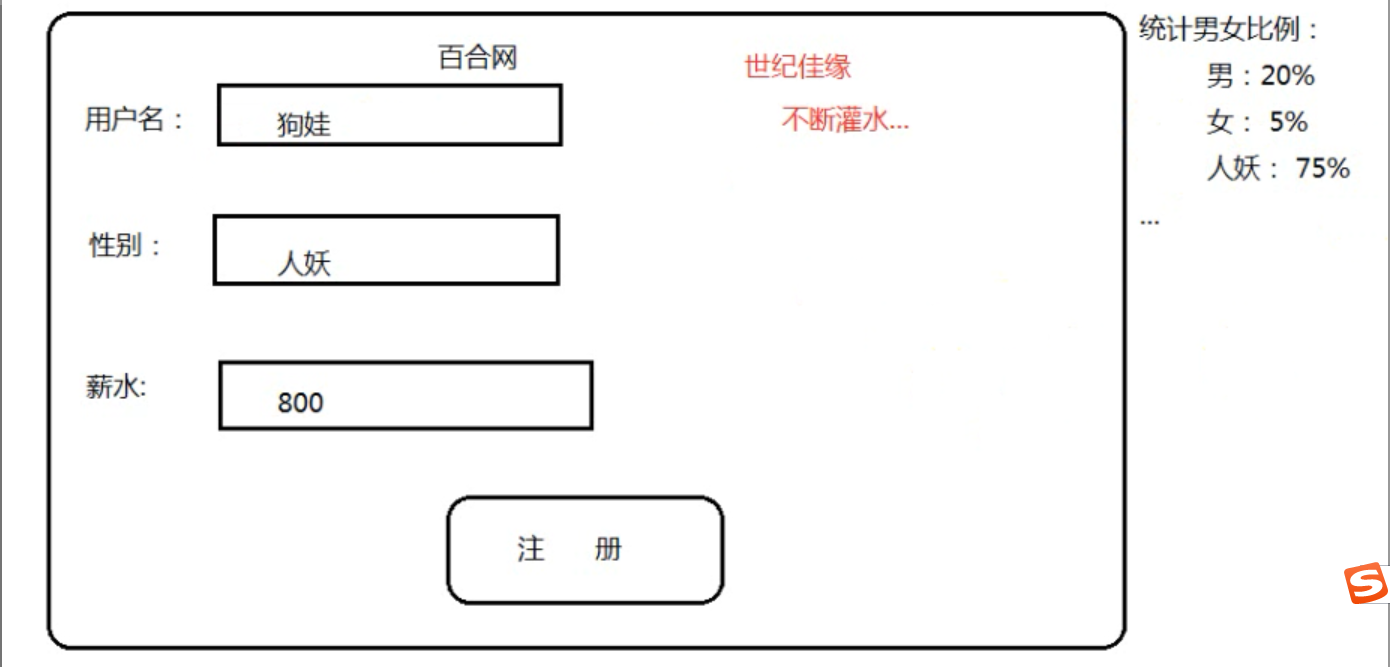 百合网
世纪佳缘
用户名：
狗娃
不断灌水...
性别：
人妖
薪水:
800
注 册
统计男女比例：
男：20%
女： 5%
人妖： 75%
...
S